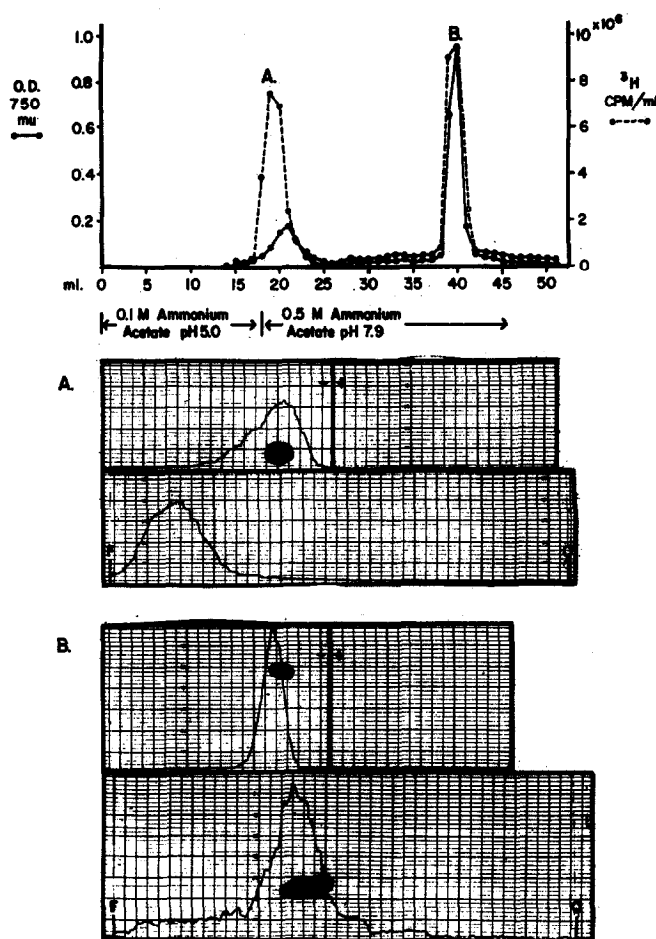 A.
B.
O.D.
750
mu
1.0
0.8
0.6
0.4
0.2
10 ×10⁶
8
6
4
2
0
³H
CPM/ml
ml. 0 5 10 15 20 25 30 35 40 45 50
0.1 M Ammonium
Acetate pH 5.0
0.5 M Ammonium
Acetate pH 7.9
A.
F
B.
F